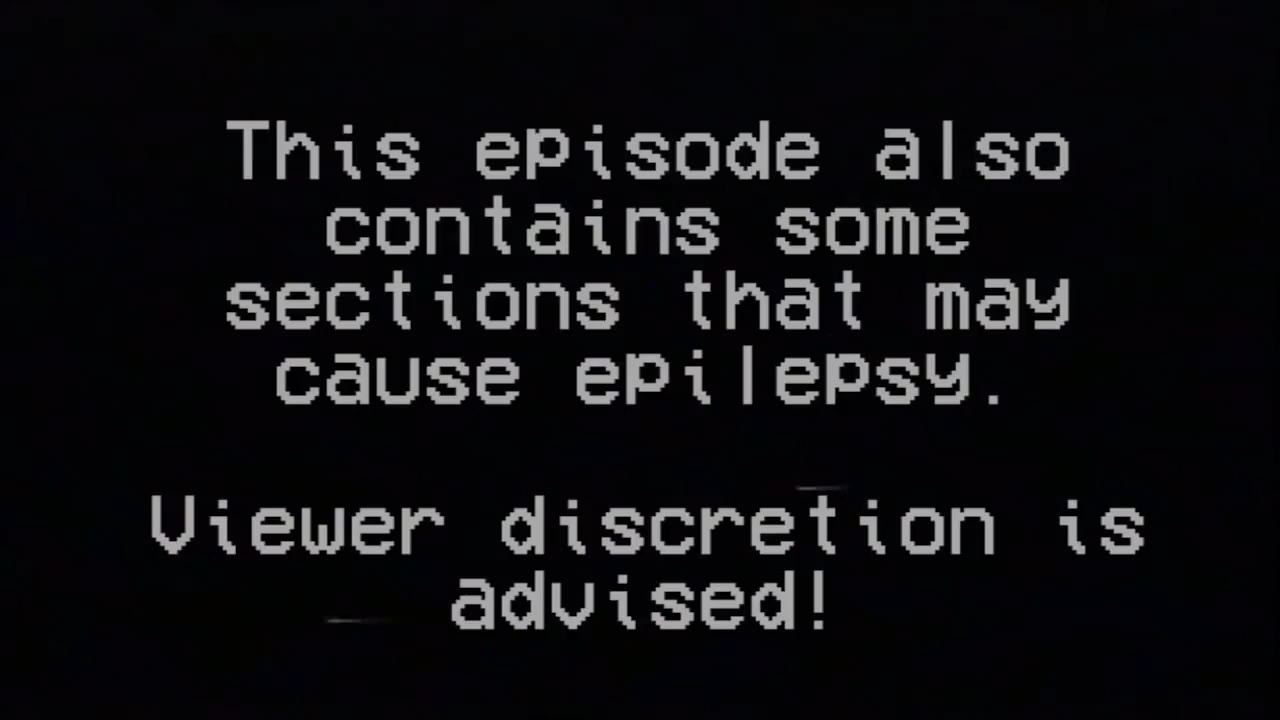 This episode also
contains some
sections that may
cause epilepsy.
Viewer discretion is
advised!